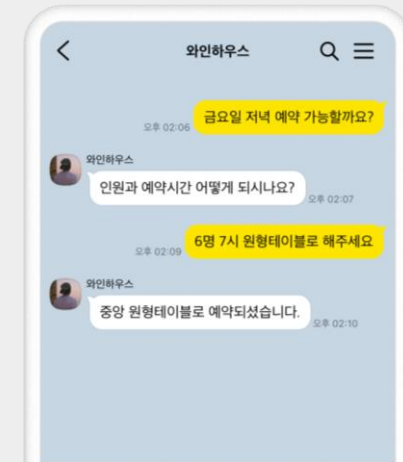 와인하우스
금요일 저녁 예약 가능할까요?
오후 02:06
와인하우스
인원과 예약시간 어떻게 되시나요?
오후 02:07
6명 7시 원형테이블로 해주세요
오후 02:09
와인하우스
중앙 원형테이블로 예약되셨습니다.
오후 02:10